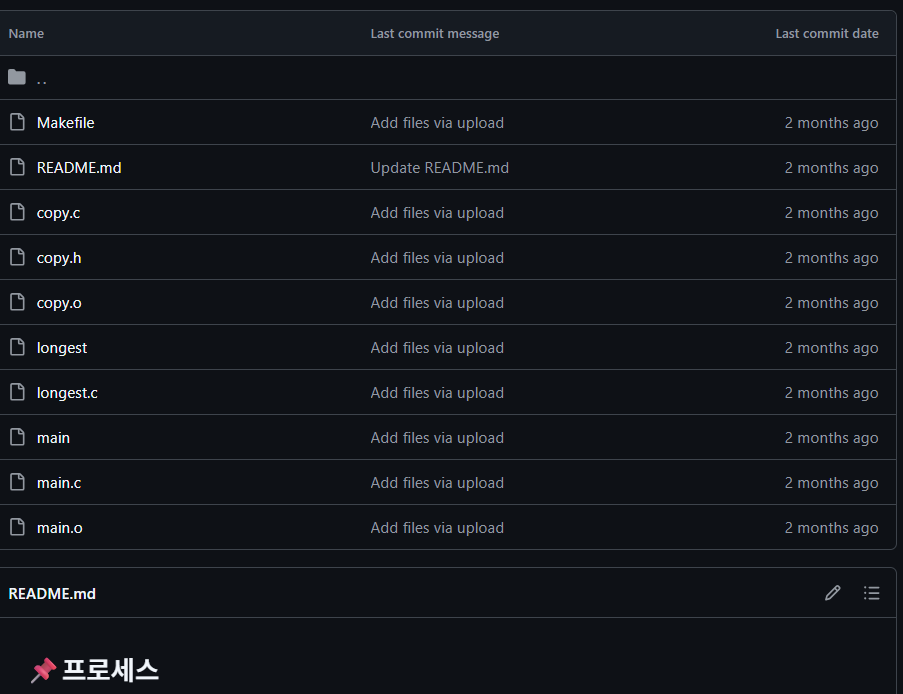 Name Last commit message Last commit date
..
Makefile Add files via upload 2 months ago
README.md Update README.md 2 months ago
copy.c Add files via upload 2 months ago
copy.h Add files via upload 2 months ago
copy.o Add files via upload 2 months ago
longest Add files via upload 2 months ago
longest.c Add files via upload 2 months ago
main Add files via upload 2 months ago
main.c Add files via upload 2 months ago
main.o Add files via upload 2 months ago
README.md
📌 프로세스